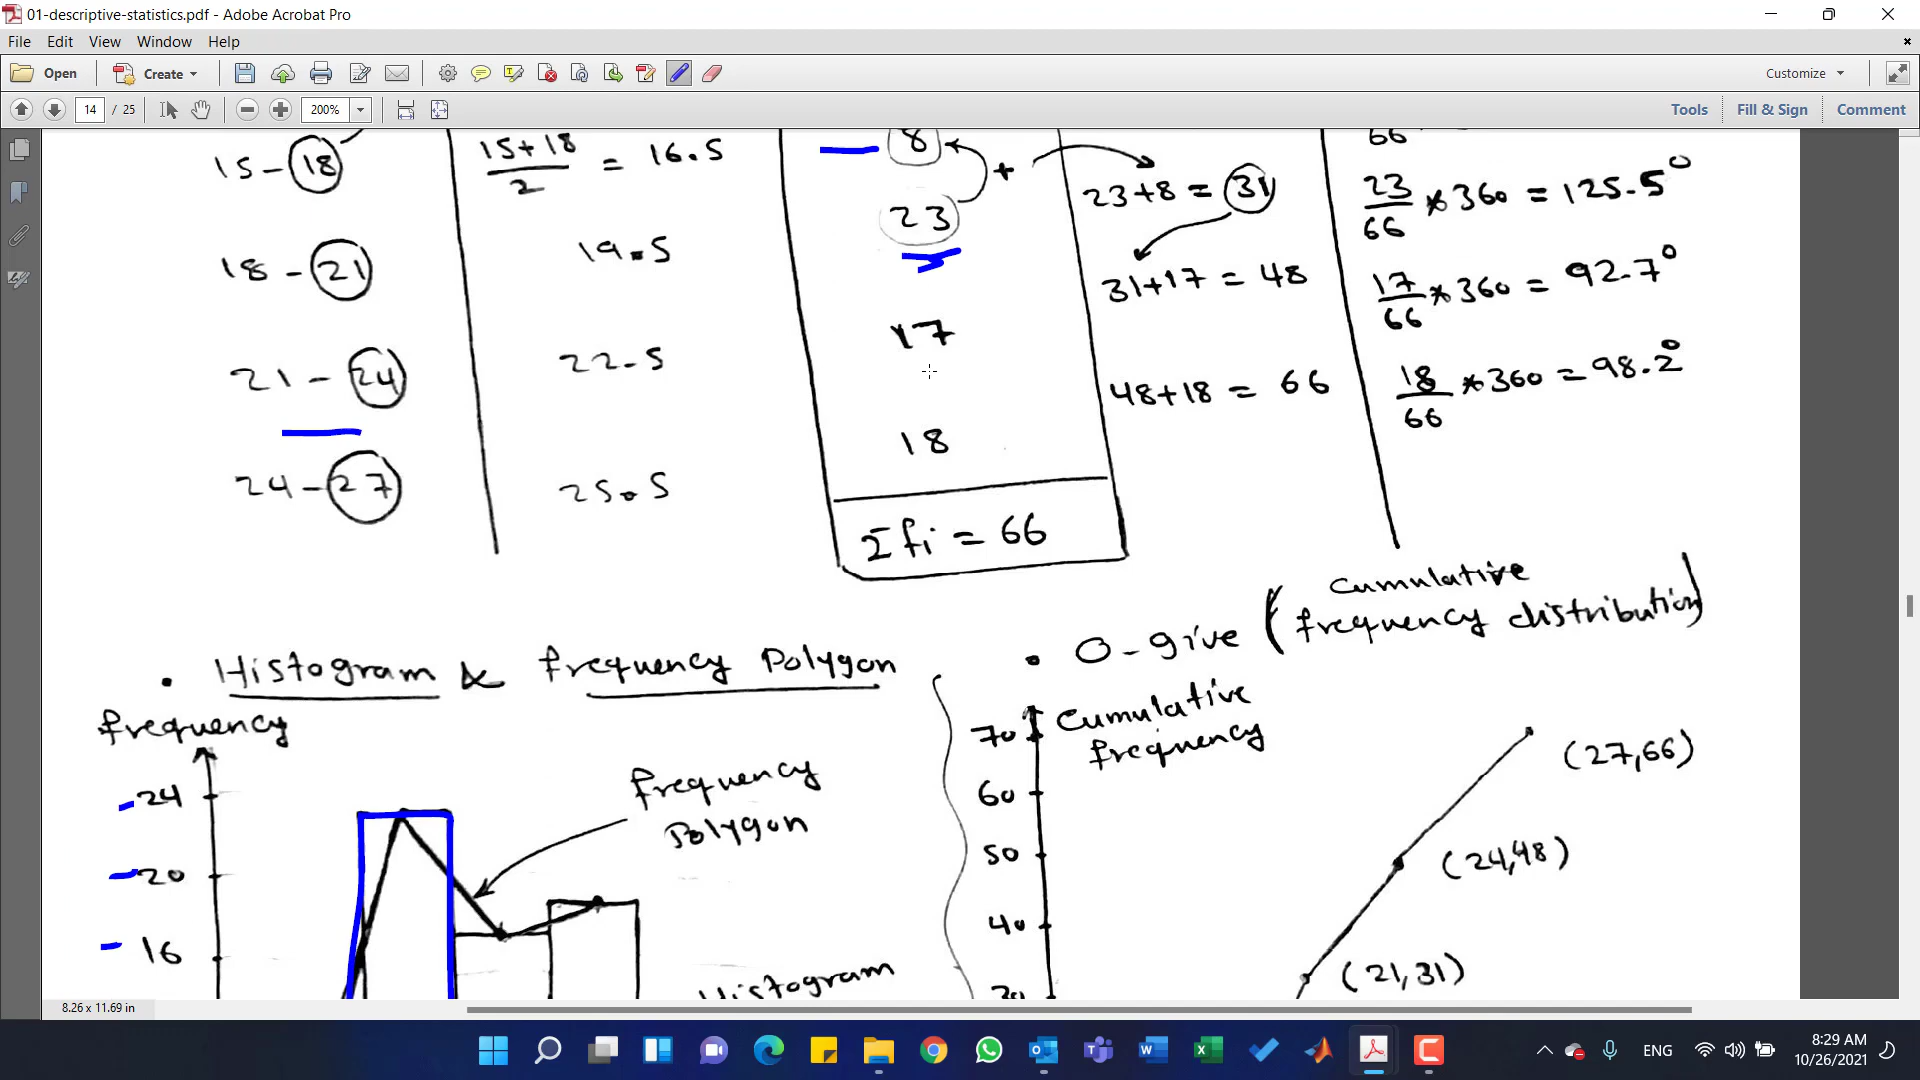 01-descriptive-statistics.pdf - Adobe Acrobat Pro
File Edit View Window Help
Open Create Customize
14 / 25 200% Tools Fill & Sign Comment
15 - 18
15+18 / 2 = 16.5
8
+
23+8 = 31
66
23/66 * 360 = 125.5°
23
18 - 21
19.5
31+17 = 48
17/66 * 360 = 92.7°
17
21 - 24
22.5
48+18 = 66
18/66 * 360 = 98.2°
18
24 - 27
25.5
Σfi = 66
• Histogram & frequency Polygon
frequency
24
20
16
frequency
Polygon
Histogram
• O-give (cumulative
frequency distribution)
Cumulative
frequency
70
60
50
40
30
(27,66)
(24,48)
(21,31)
8.26 x 11.69 in
ENG
8:29 AM
10/26/2021